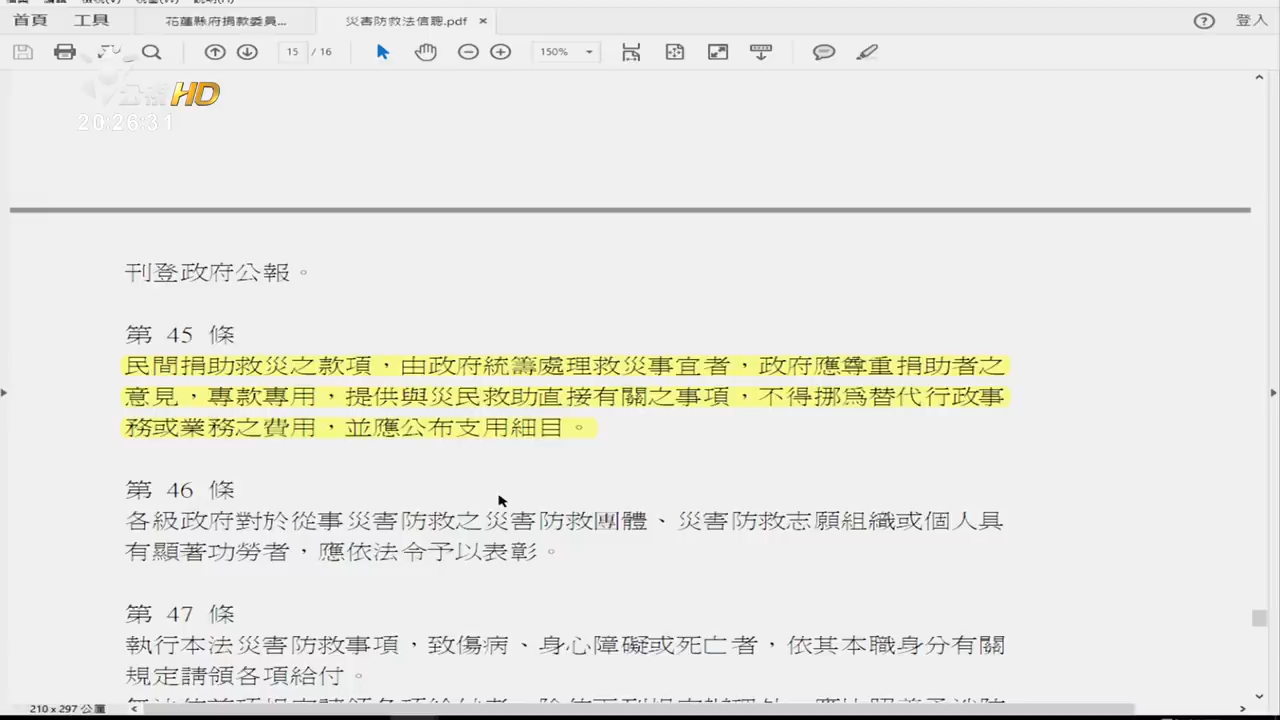 首頁 工具 花蓮縣府捐款委員... 災害防救法信聰.pdf × 登入
15 / 16 150%
公視HD
20:26:31
刊登政府公報。
第 45 條
民間捐助救災之款項，由政府統籌處理救災事宜者，政府應尊重捐助者之
意見，專款專用，提供與災民救助直接有關之事項，不得挪為替代行政事
務或業務之費用，並應公布支用細目。
第 46 條
各級政府對於從事災害防救之災害防救團體、災害防救志願組織或個人具
有顯著功勞者，應依法令予以表彰。
第 47 條
執行本法災害防救事項，致傷病、身心障礙或死亡者，依其本職身分有關
規定請領各項給付。
210 x 297 公釐